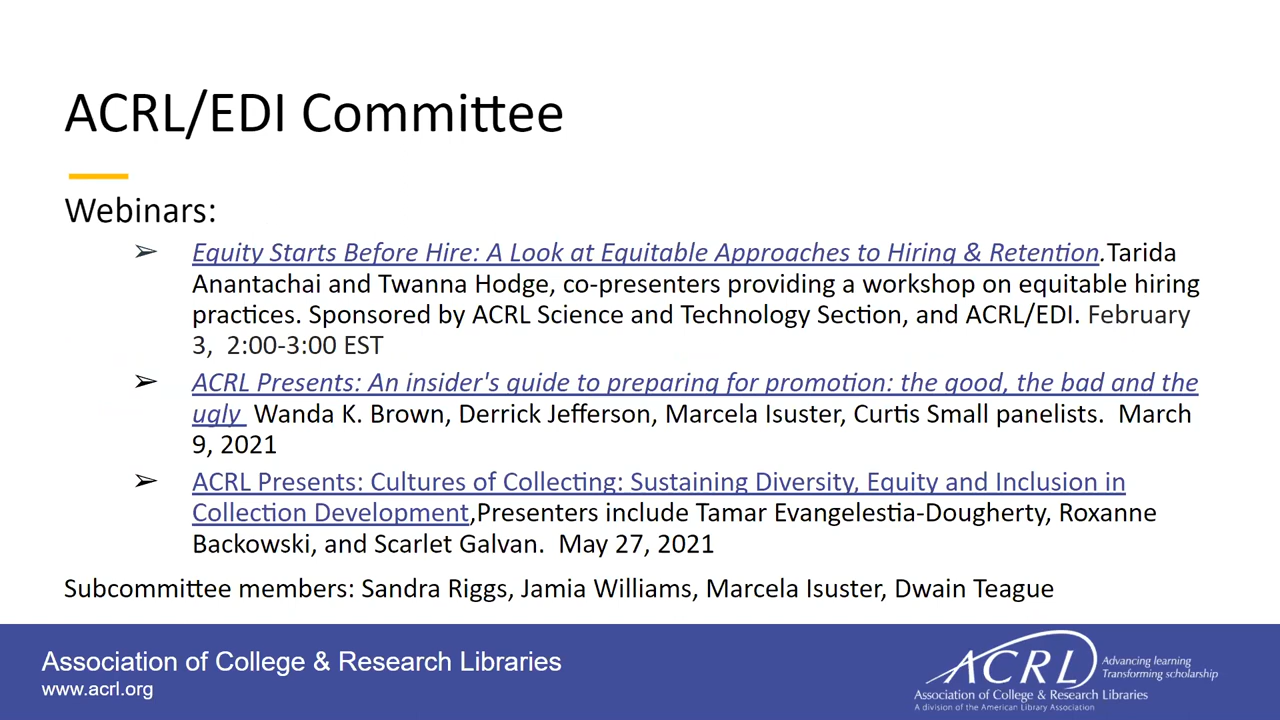 ACRL/EDI Committee
Webinars:
➢ Equity Starts Before Hire: A Look at Equitable Approaches to Hiring & Retention.Tarida
Anantachai and Twanna Hodge, co-presenters providing a workshop on equitable hiring
practices. Sponsored by ACRL Science and Technology Section, and ACRL/EDI. February
3,  2:00-3:00 EST
➢ ACRL Presents: An insider's guide to preparing for promotion: the good, the bad and the
ugly  Wanda K. Brown, Derrick Jefferson, Marcela Isuster, Curtis Small panelists.  March
9, 2021
➢ ACRL Presents: Cultures of Collecting: Sustaining Diversity, Equity and Inclusion in
Collection Development,Presenters include Tamar Evangelestia-Dougherty, Roxanne
Backowski, and Scarlet Galvan.  May 27, 2021
Subcommittee members: Sandra Riggs, Jamia Williams, Marcela Isuster, Dwain Teague
Association of College & Research Libraries
www.acrl.org
ACRL
Advancing learning
Transforming scholarship
Association of College & Research Libraries
A division of the American Library Association